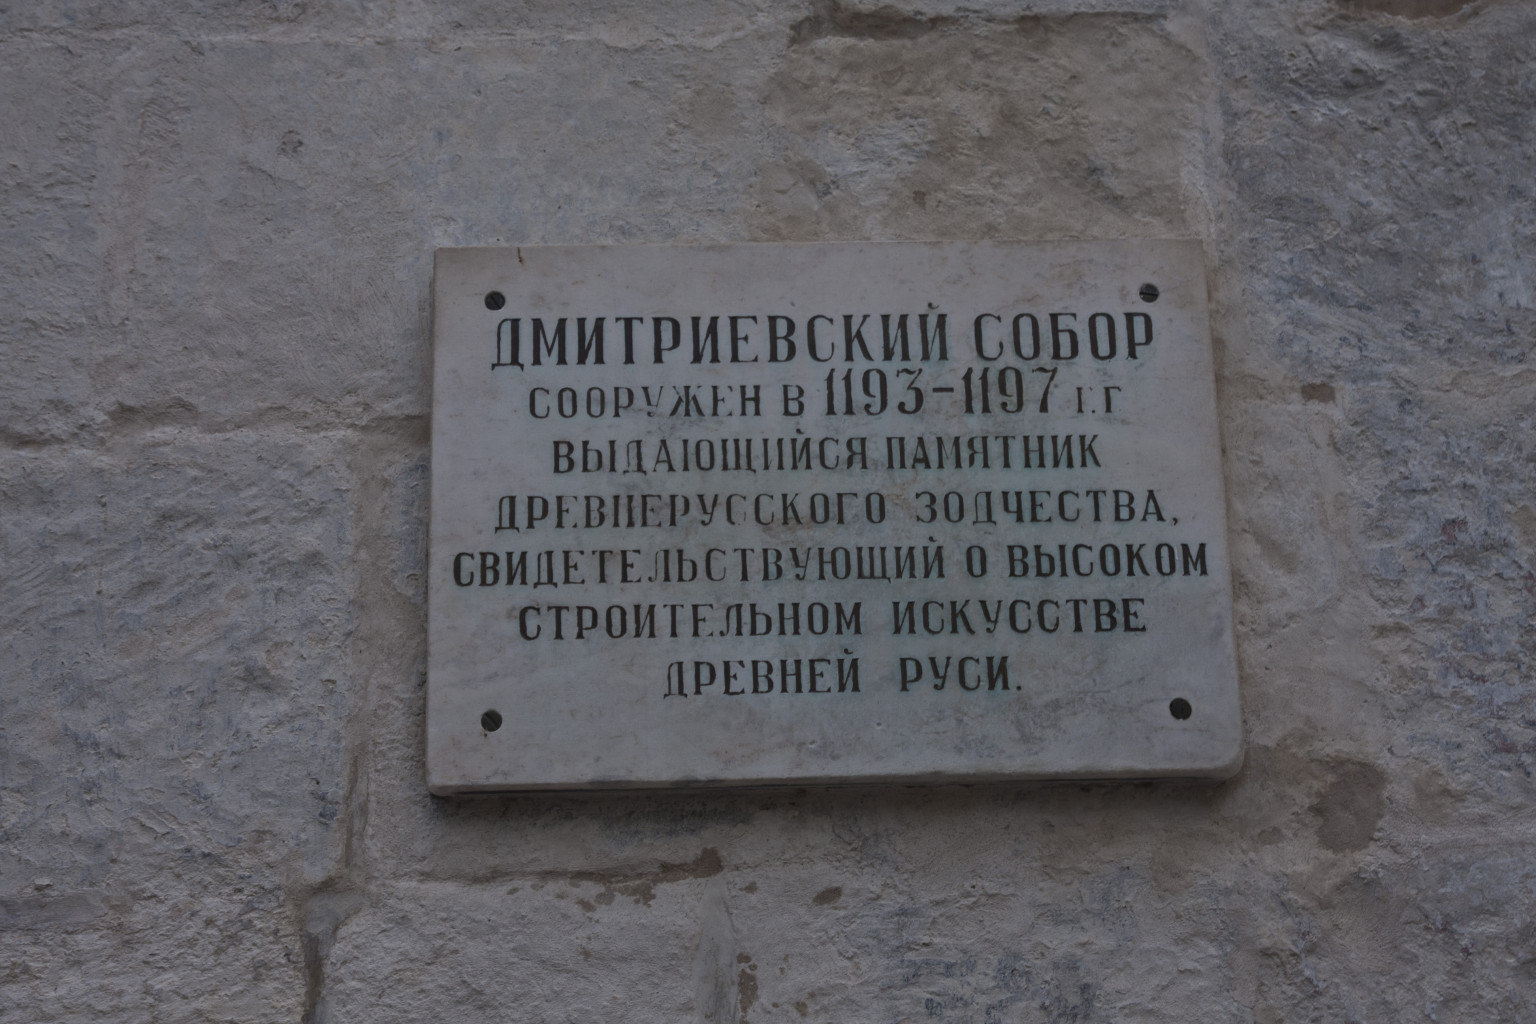 ДМИТРИЕВСКИЙ СОБОР
СООРУЖЕН В 1193-1197 г.г
ВЫДАЮЩИЙСЯ ПАМЯТНИК
ДРЕВНЕРУССКОГО ЗОДЧЕСТВА,
СВИДЕТЕЛЬСТВУЮЩИЙ О ВЫСОКОМ
СТРОИТЕЛЬНОМ ИСКУССТВЕ
ДРЕВНЕЙ РУСИ.